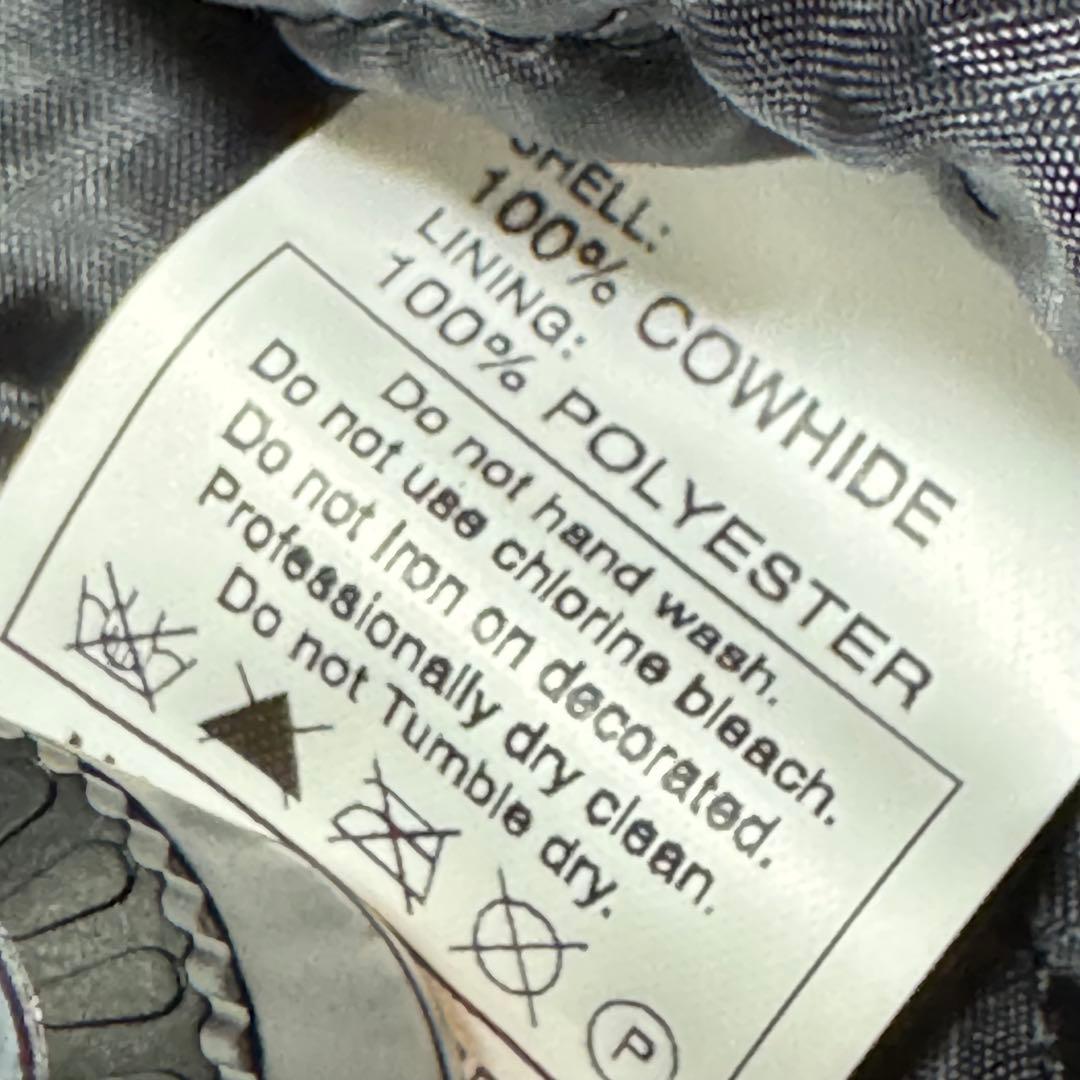 SHELL:
100% COWHIDE
LINING:
100% POLYESTER
Do not hand wash.
Do not use chlorine bleach.
Do not Iron on decorated.
Professionally dry clean.
Do not Tumble dry.
P